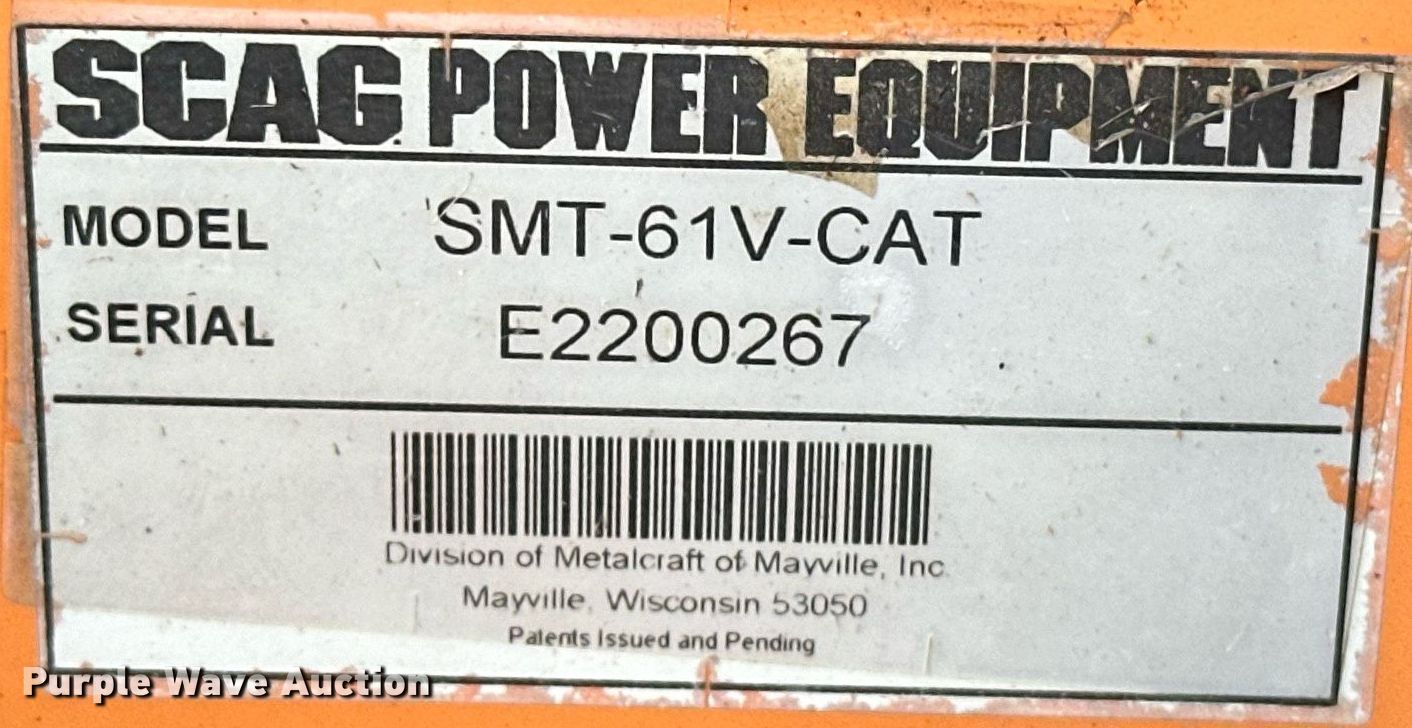 SCAG POWER EQUIPMENT
MODEL SMT-61V-CAT
SERIAL E2200267
Division of Metalcraft of Mayville, Inc.
Mayville, Wisconsin 53050
Patents Issued and Pending
Purple Wave Auction